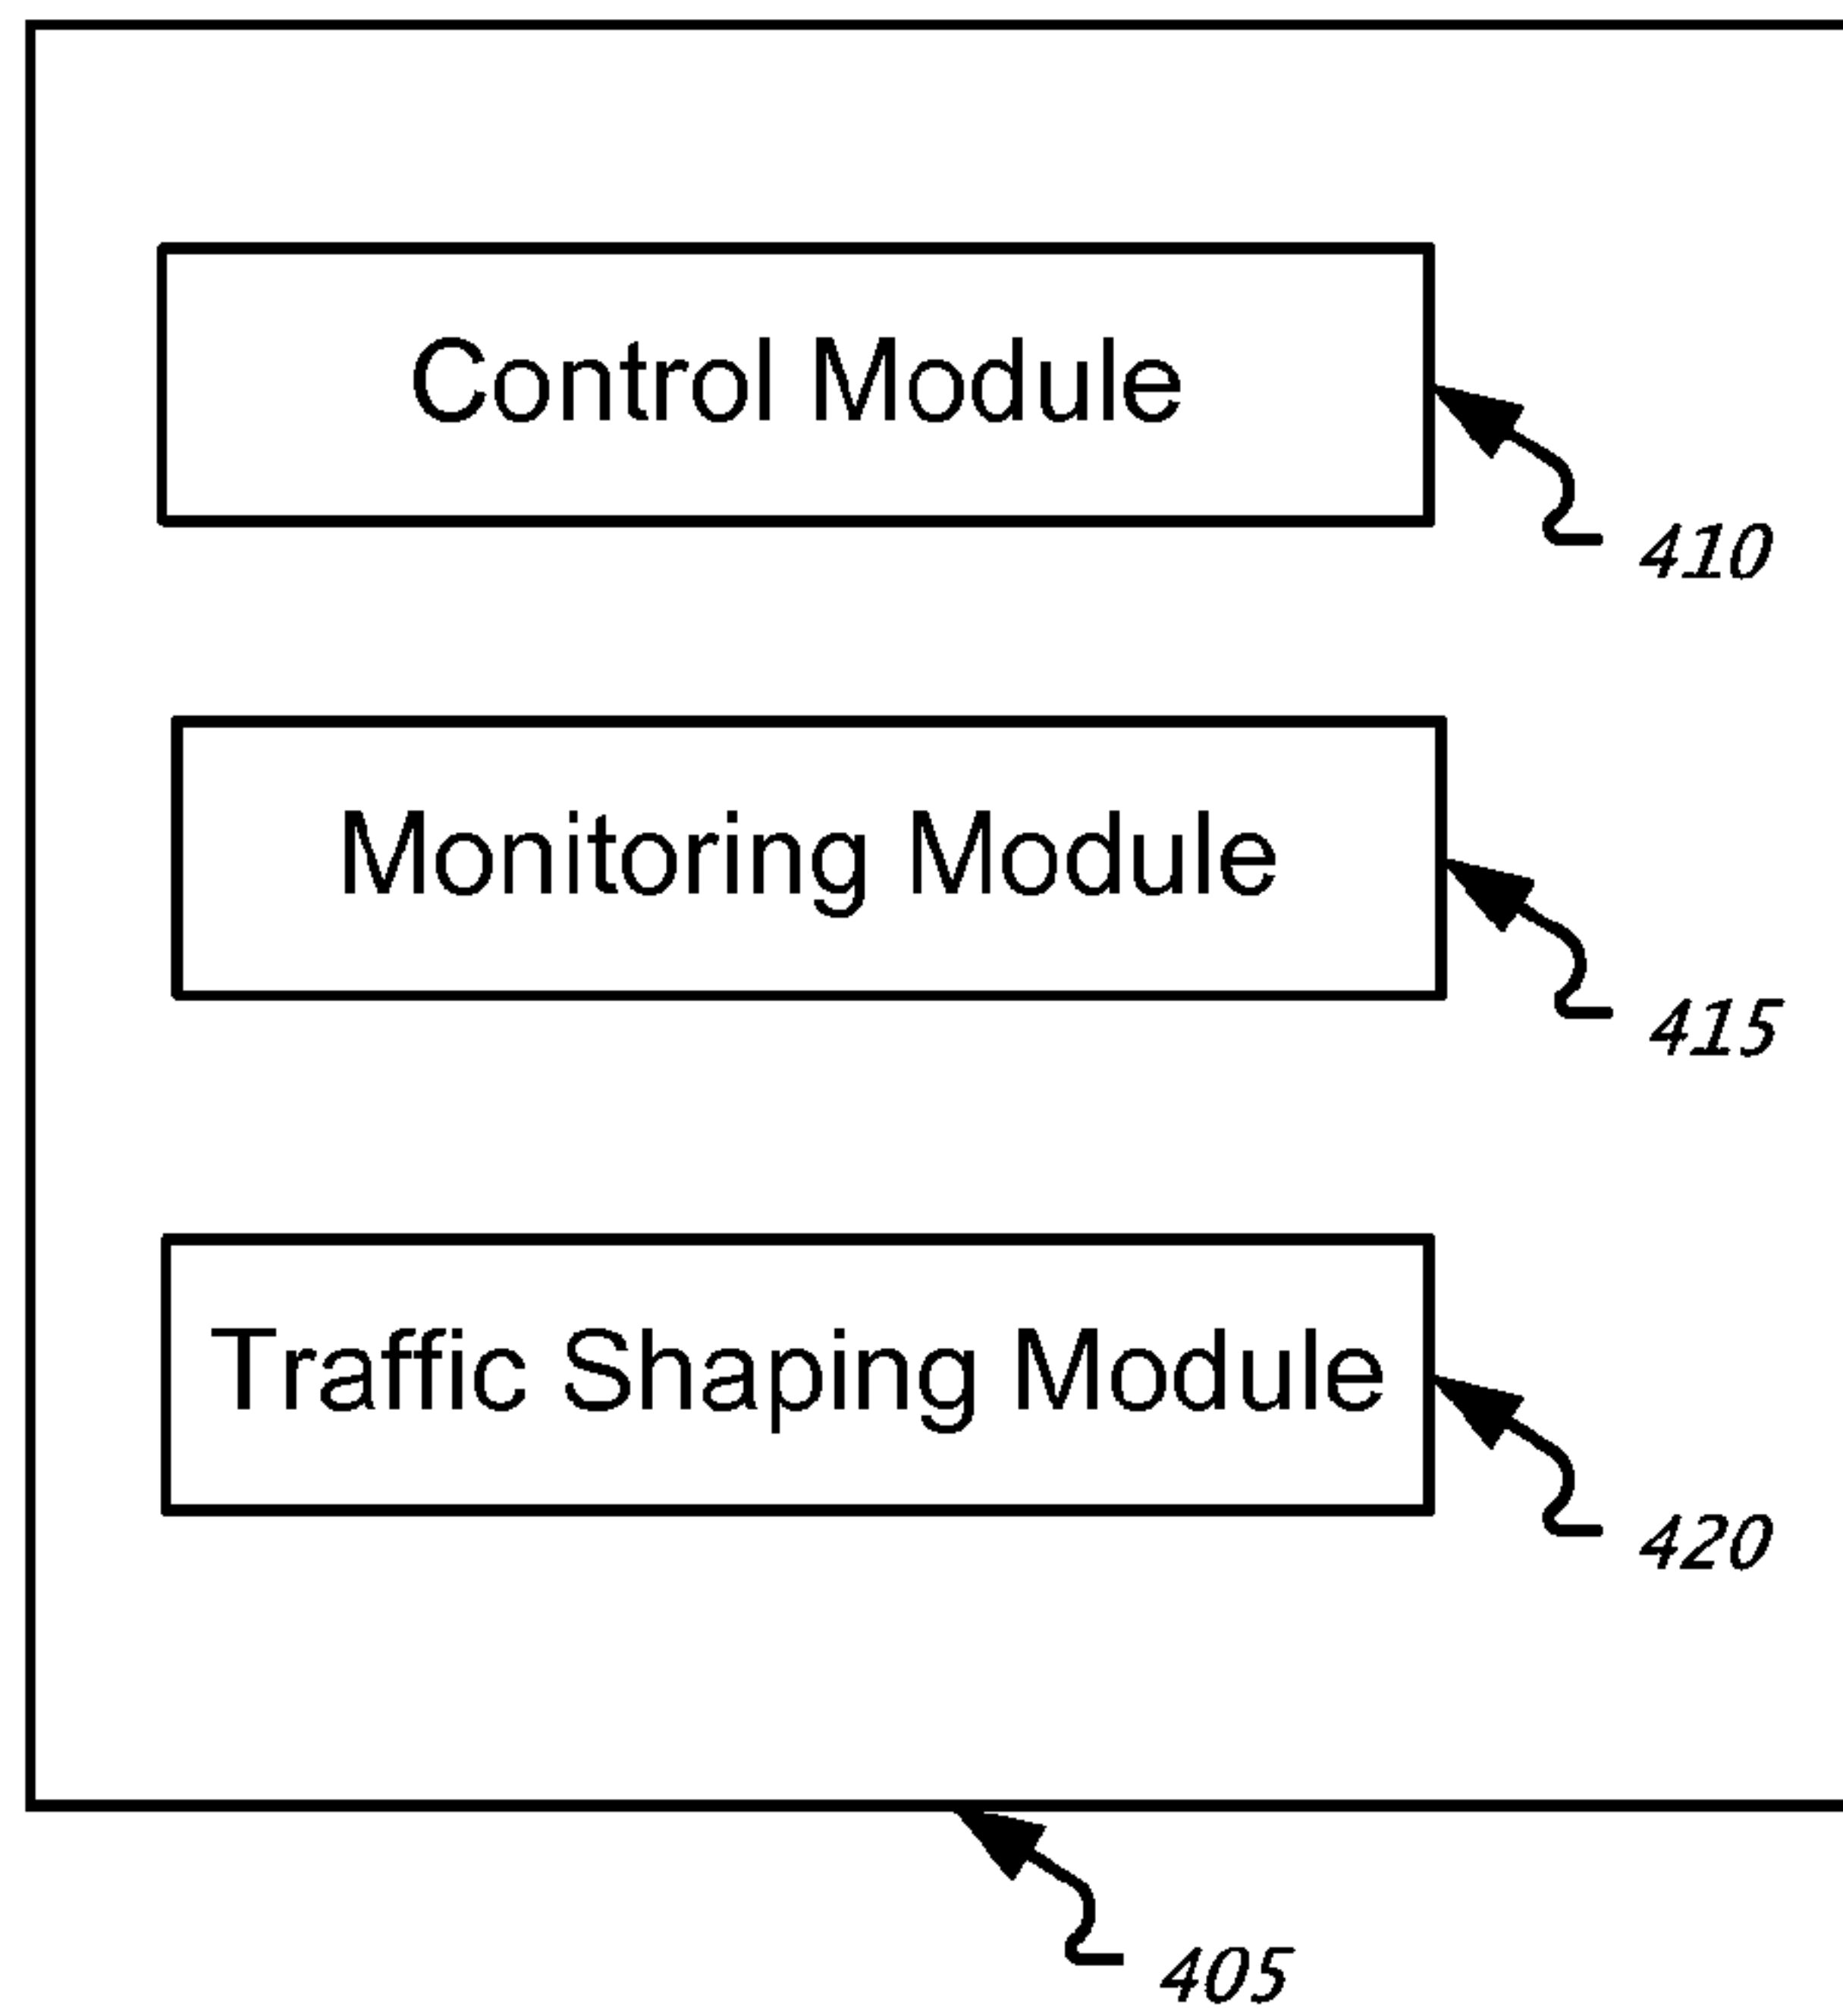 Control Module
410
Monitoring Module
415
Traffic Shaping Module
420
405